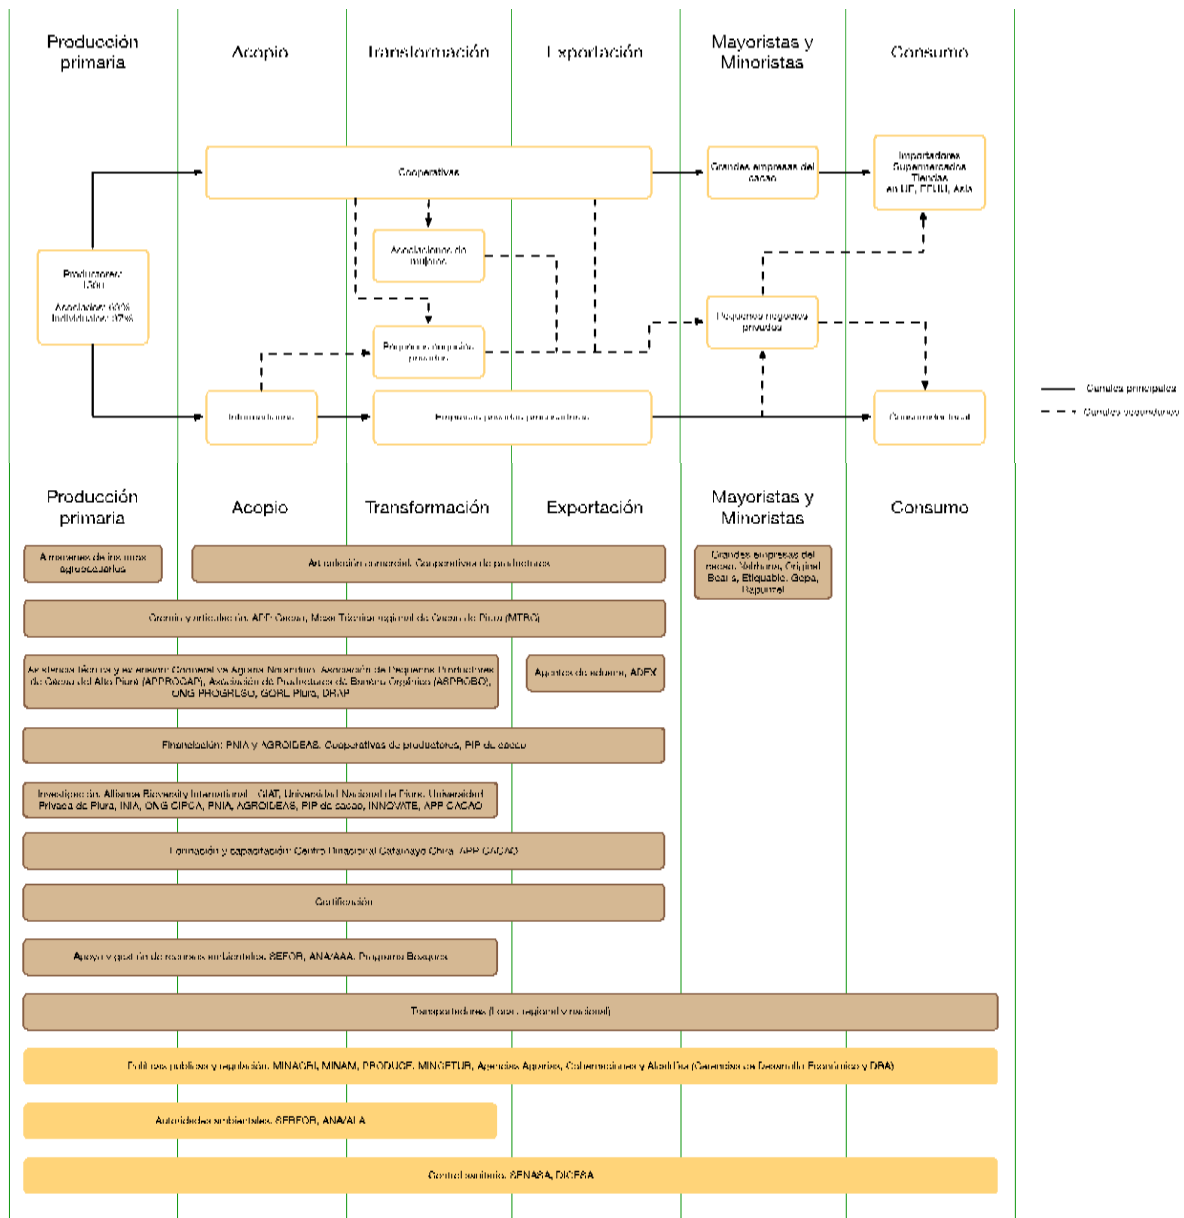 Producción
primaria
Acopio
Transformación
Exportación
Mayoristas y
Minoristas
Consumo
Cooperativas
Grandes empresas del
cacao
Importadores
Supermercados
Tiendas
en UE, EEUU, Asia
Asociaciones de
mujeres
Productores:
Asociados:
Individuales:
Pequeños negocios
privados
Pequeños negocios
privados
Intermediarios
Empresas privadas procesadoras
Consumidor local
Canales principales
Canales secundarios
Producción
primaria
Acopio
Transformación
Exportación
Mayoristas y
Minoristas
Consumo
Almacenes de insumos
agropecuarios
Articulación comercial: Cooperativas de productores
Grandes empresas del
cacao: Valrhona, Original
Beans, Etiquable, Gepa,
Rapunzel
Gremio y articulación: APP Cacao, Mesa Técnica regional de Cacao de Piura (MTRC)
Asistencia técnica y extensión: Cooperativa Agraria Norandino, Asociación de Pequeños Productores
de Cacao del Alto Piura (APPROCAP), Asociación de Productores de Banano Orgánico (ASPROBO),
ONG PROGRESO, GORE Piura, DRAP
Agentes de aduana, ADEX
Financiación: PNIA y AGROIDEAS, Cooperativas de productores, PIP de cacao
Investigación: Alliance Bioversity International - CIAT, Universidad Nacional de Piura, Universidad
Privada de Piura, INIA, ONG CIPCA, PNIA, AGROIDEAS, PIP de cacao, INNOVATE, APP CACAO
Formación y capacitación: Centro Binacional Catamayo Chira, APP CACAO
Certificación
Apoyo y gestión de recursos ambientales: SEFOR, ANA/AAA, Programa Bosques
Transportadores (Local, regional y nacional)
Políticas públicas y regulación: MINAGRI, MINAM, PRODUCE, MINCETUR, Agencias Agrarias, Gobernaciones y Alcaldía (Gerencias de Desarrollo Económico y DRA)
Autoridades ambientales: SERFOR, ANA/ALA
Control sanitario: SENASA, DIGESA